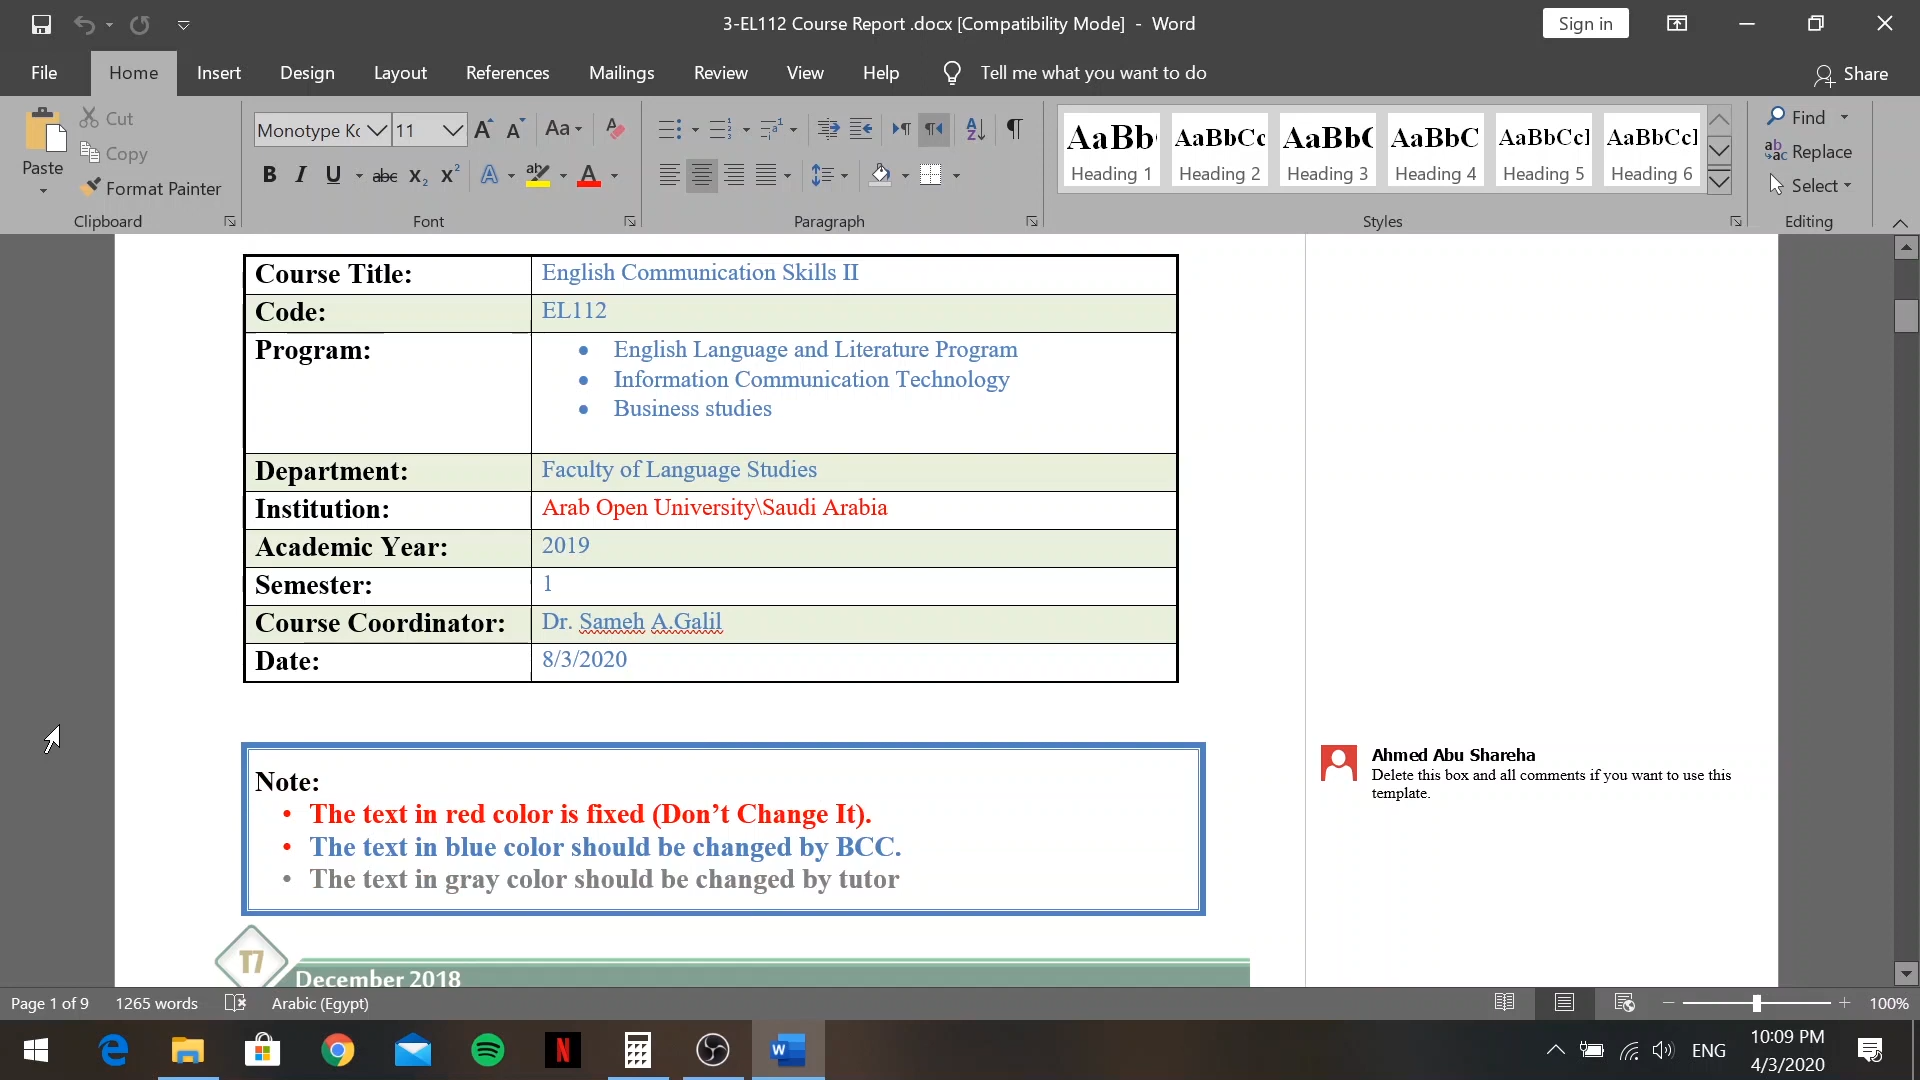 3-EL112 Course Report .docx [Compatibility Mode] - Word
Sign in
File Home Insert Design Layout References Mailings Review View Help Tell me what you want to do Share
Paste
Cut
Copy
Format Painter
Clipboard
11
Aa
B I U abc X2 X2 A ab A
Font
Paragraph
AaBb AaBbCc AaBbC AaBbC AaBbCcI AaBbCcI
Heading 1 Heading 2 Heading 3 Heading 4 Heading 5 Heading 6
Styles
Find
Replace
Select
Editing
Course Title: English Communication Skills II
Code: EL112
Program:
• English Language and Literature Program
• Information Communication Technology
• Business studies
Department: Faculty of Language Studies
Institution: Arab Open University\Saudi Arabia
Academic Year: 2019
Semester: 1
Course Coordinator: Dr. Sameh A.Galil
Date: 8/3/2020
Note:
• The text in red color is fixed (Don’t Change It).
• The text in blue color should be changed by BCC.
• The text in gray color should be changed by tutor
Ahmed Abu Shareha
Delete this box and all comments if you want to use this
template.
T7
December 2018
Page 1 of 9 1265 words Arabic (Egypt) 100%
ENG
10:09 PM
4/3/2020